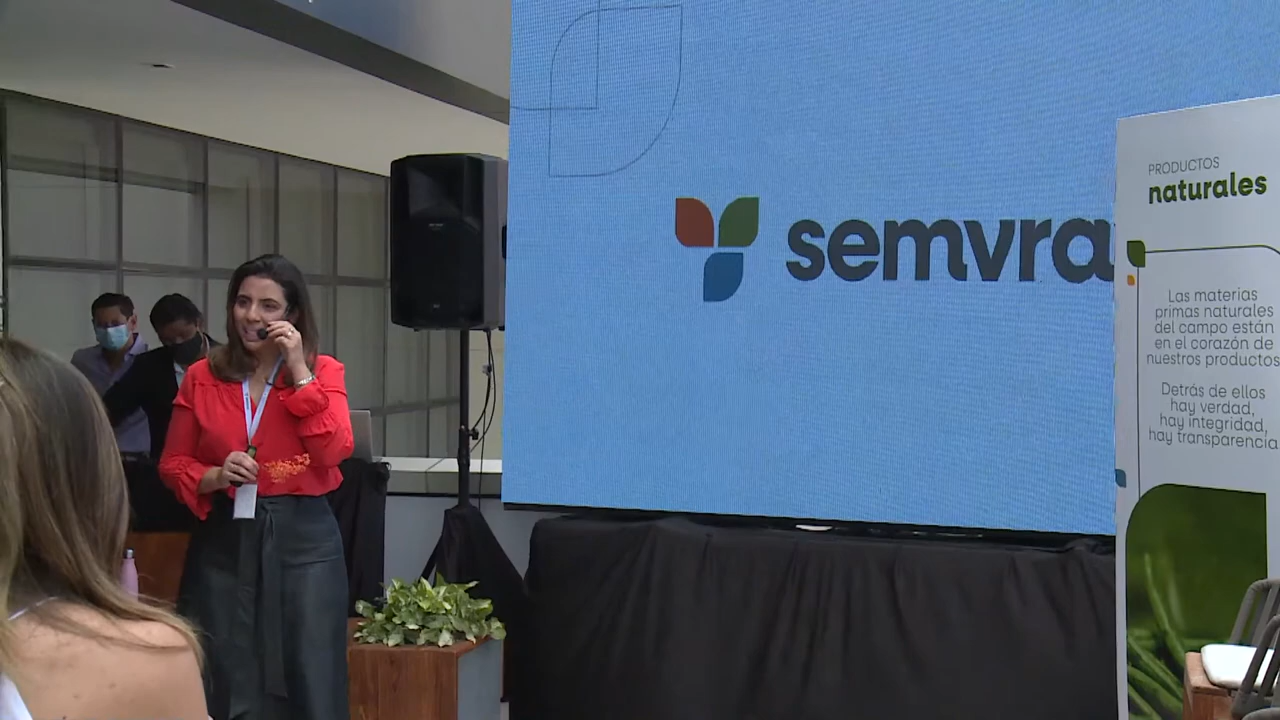 semvra
PRODUCTOS
naturales
Las materias
primas naturales
del campo están
en el corazón de
nuestros productos
Detrás de ellos
hay verdad,
hay integridad,
hay transparencia